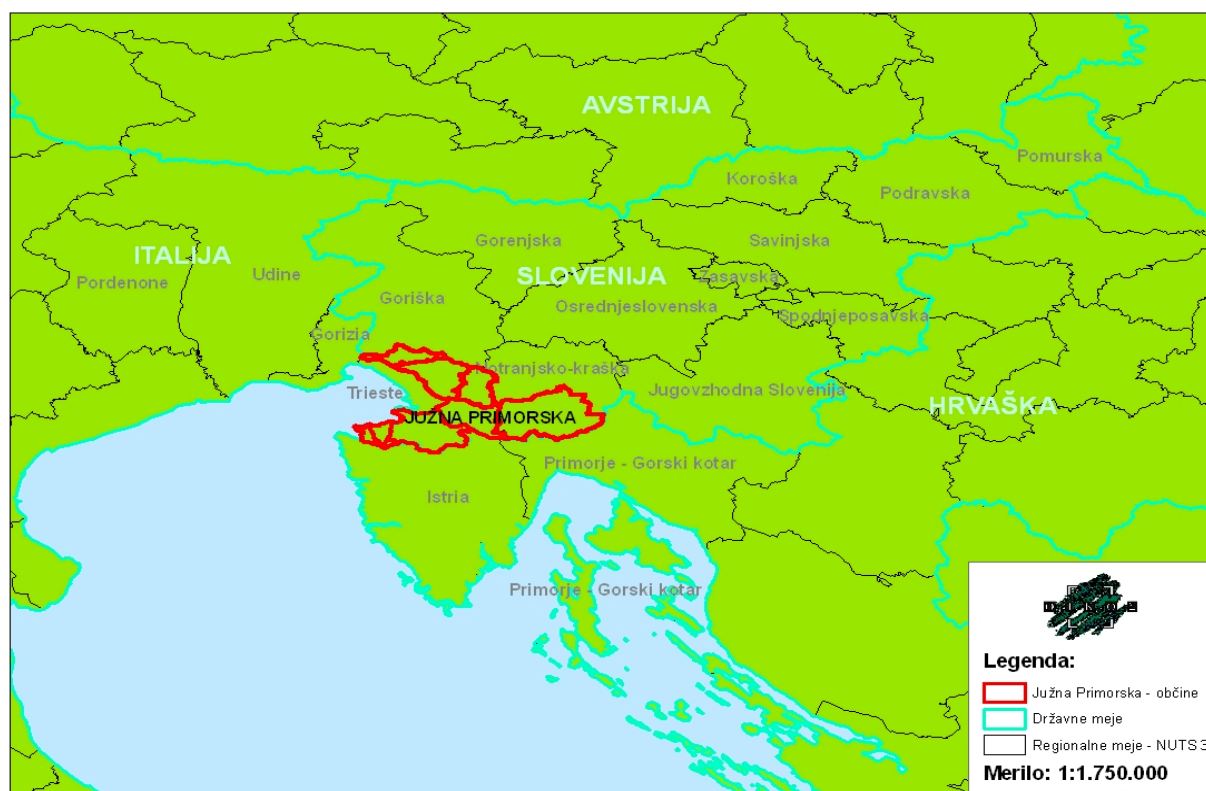 AVSTRIJA
Pomurska
Koroška
Podravska
Gorenjska
Savinjska
ITALIJA
Udine
SLOVENIJA
Zasavska
Pordenone
Goriška
Osrednjeslovenska
Spodnjeposavska
Gorizia
Notranjsko-kraška
Trieste
Jugovzhodna Slovenija
HRVAŠKA
JUŽNA PRIMORSKA
Primorje - Gorski kotar
Istria
Primorje - Gorski kotar
Legenda:
Južna Primorska - občine
Državne meje
Regionalne meje - NUTS 3
Merilo: 1:1.750.000